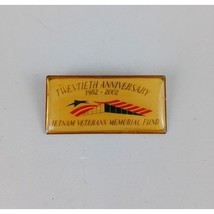 TWENTIETH ANNIVERSARY
1982 - 2002
VIETNAM VETERANS MEMORIAL FUND